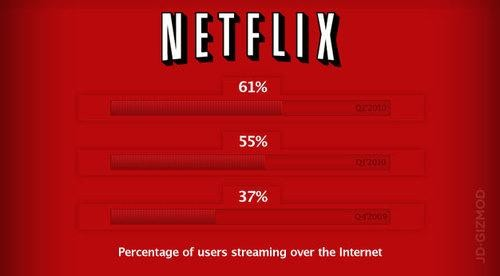 NETFLIX
61%
Q2'2010
55%
Q1'2010
37%
Q4'2009
Percentage of users streaming over the Internet
JD-GIZMOD